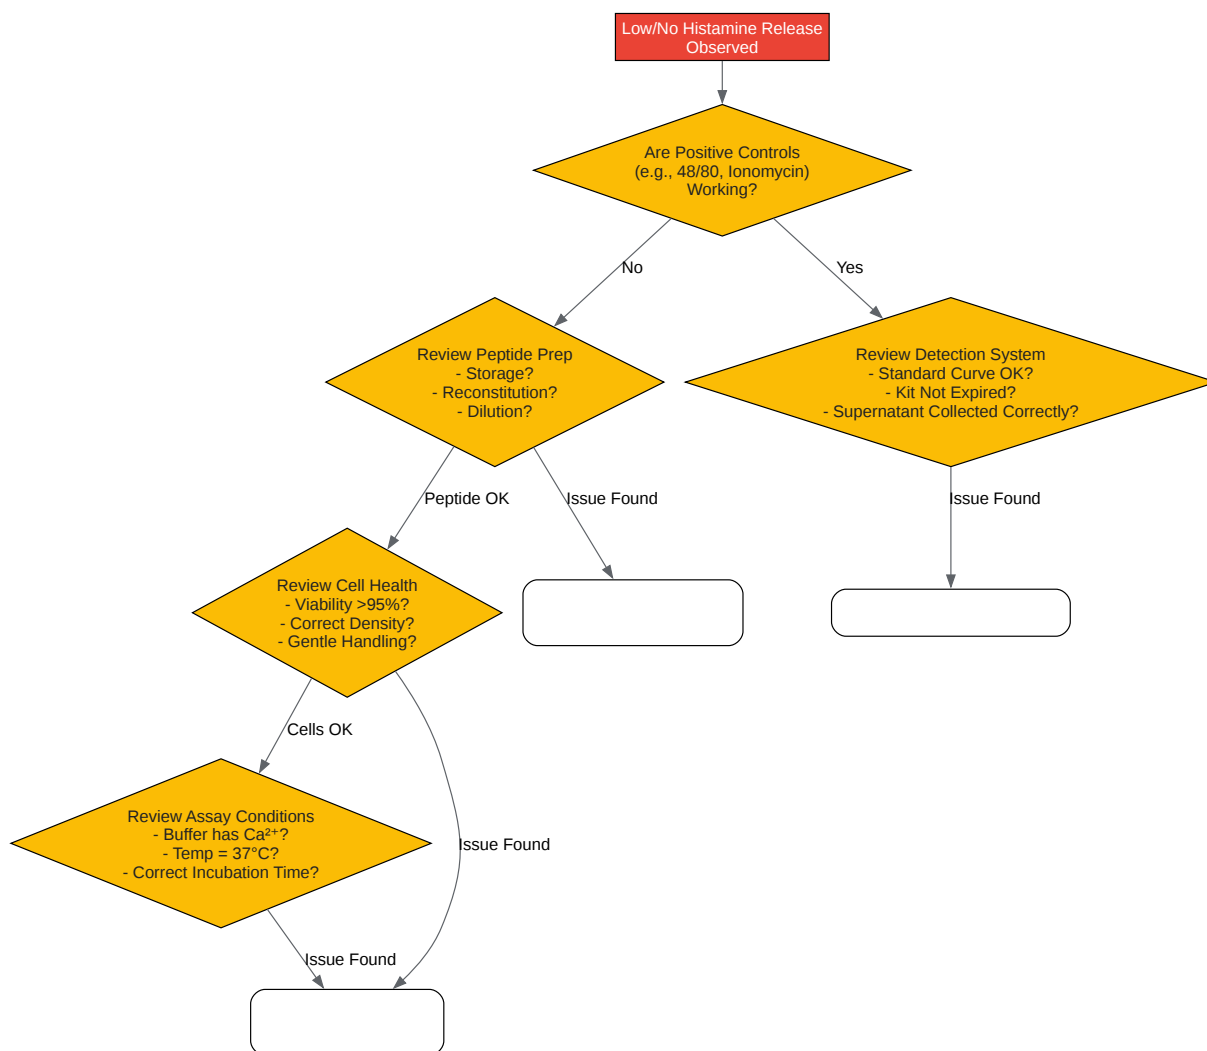 Low/No Histamine Release
Observed
Are Positive Controls
(e.g., 48/80, Ionomycin)
Working?
No
Yes
Review Peptide Prep
- Storage?
- Reconstitution?
- Dilution?
Review Detection System
- Standard Curve OK?
- Kit Not Expired?
- Supernatant Collected Correctly?
Peptide OK
Issue Found
Issue Found
Review Cell Health
- Viability >95%?
- Correct Density?
- Gentle Handling?
Cells OK
Issue Found
Review Assay Conditions
- Buffer has Ca²⁺?
- Temp = 37°C?
- Correct Incubation Time?
Issue Found